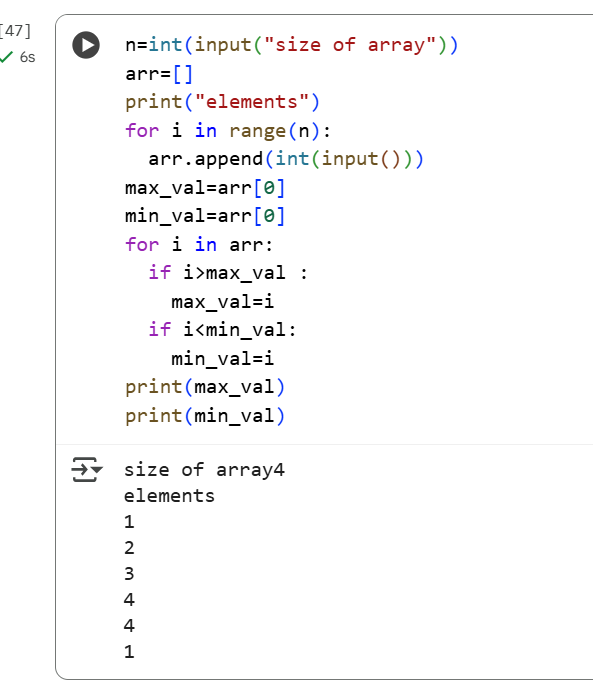 [47]
6s
n=int(input("size of array"))
arr=[]
print("elements")
for i in range(n):
  arr.append(int(input()))
max_val=arr[0]
min_val=arr[0]
for i in arr:
  if i>max_val :
    max_val=i
  if i<min_val:
    min_val=i
print(max_val)
print(min_val)
size of array4
elements
1
2
3
4
4
1